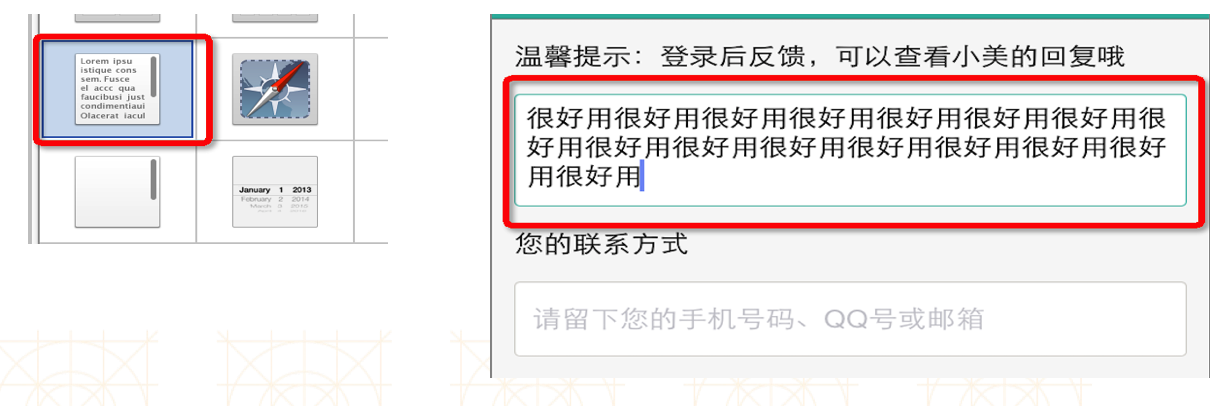 Lorem ipsu
istique cons
sem. Fusce
el accc qua
faucibusi just
condimentiaui
Olacerat iacul
January 1 2013
February 2 2014
March 3 2015
温馨提示：登录后反馈，可以查看小美的回复哦
很好用很好用很好用很好用很好用很好用很好用很
好用很好用很好用很好用很好用很好用很好用很好
用很好用
您的联系方式
请留下您的手机号码、QQ号或邮箱